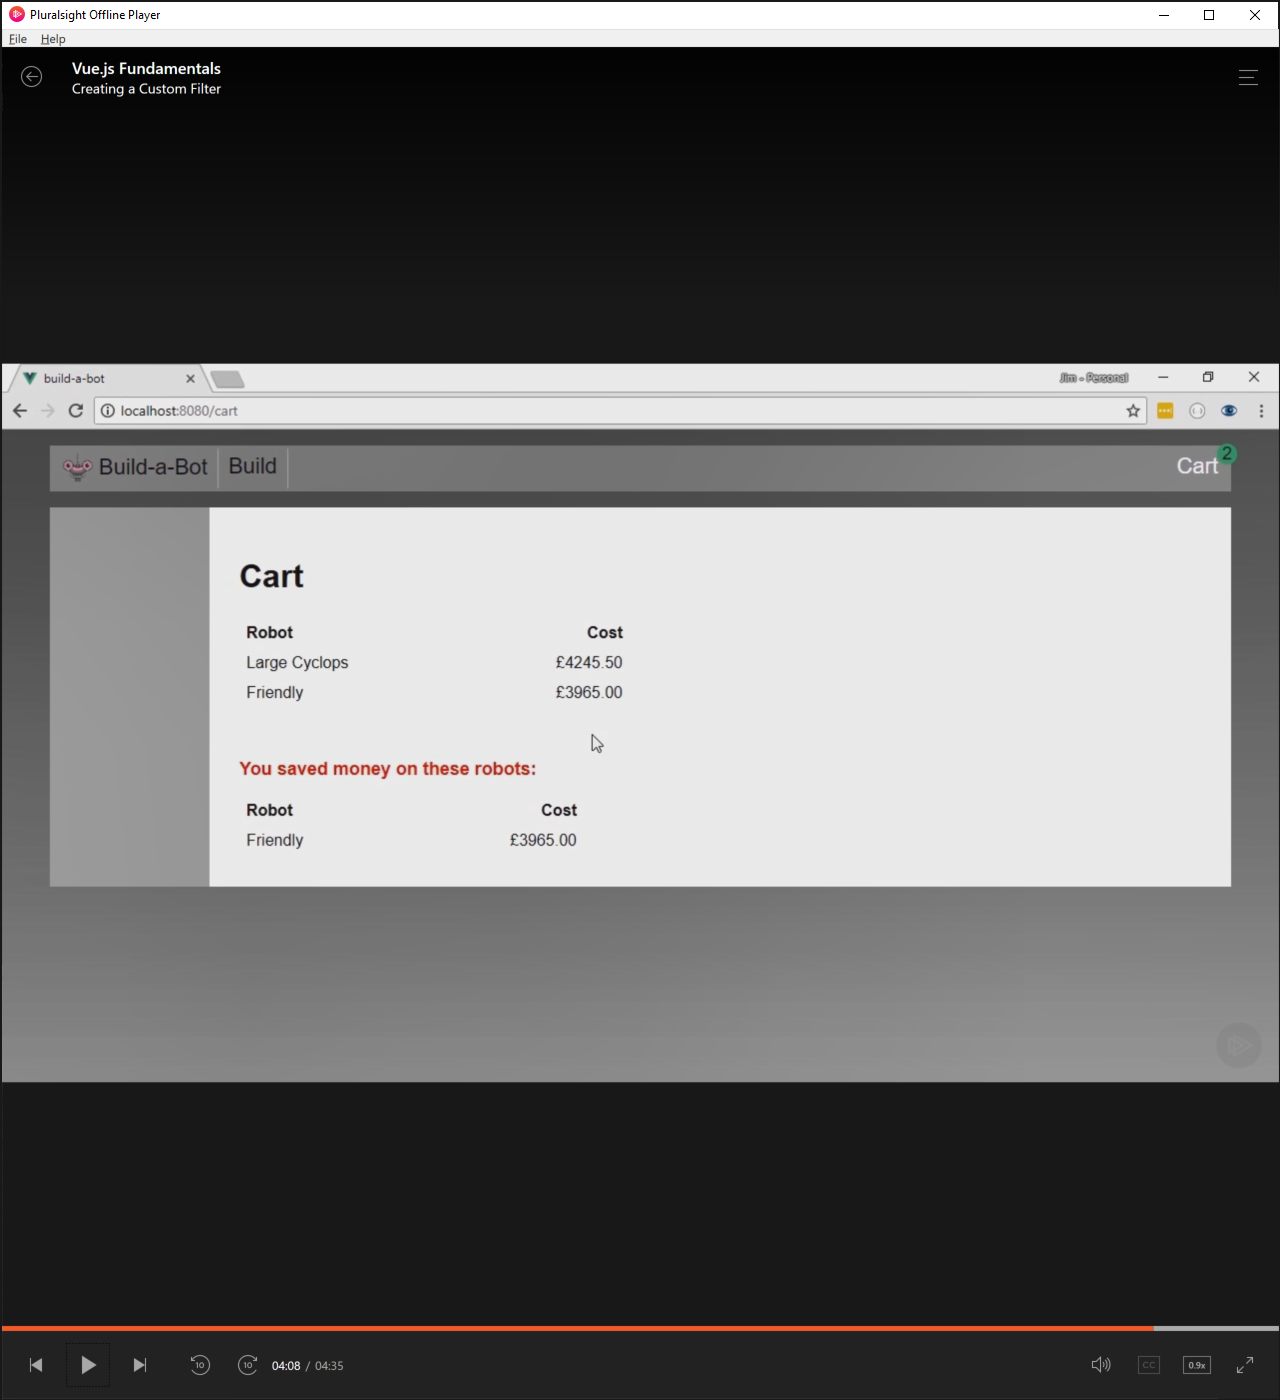 Pluralsight Offline Player
File Help
Vue.js Fundamentals
Creating a Custom Filter
build-a-bot
Jim - Personal
localhost:8080/cart
Build-a-Bot Build Cart 2
Cart
Robot Cost
Large Cyclops £4245.50
Friendly £3965.00
You saved money on these robots:
Robot Cost
Friendly £3965.00
10 10 04:08 / 04:35 CC 0.9x